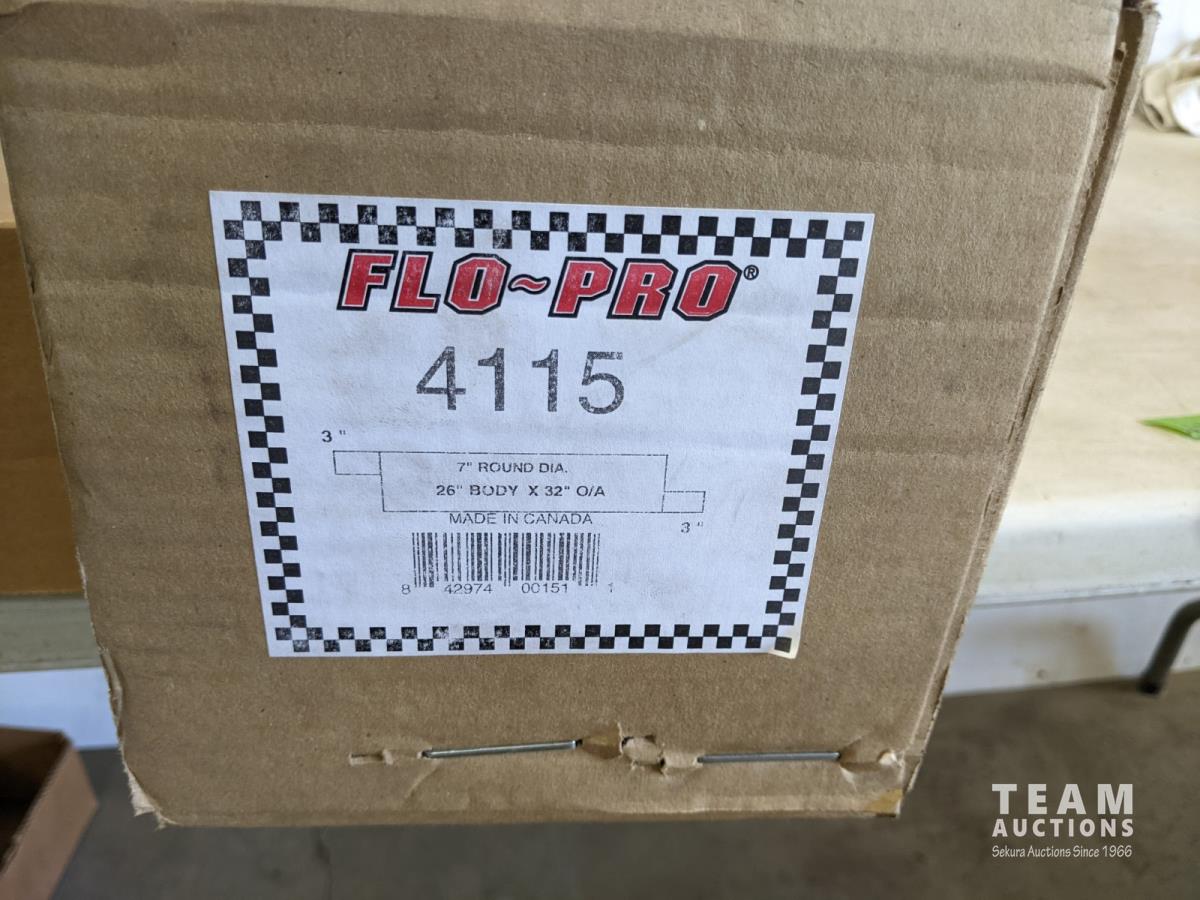 FLO~PRO®
4115
3"
7" ROUND DIA.
26" BODY X 32" O/A
3"
MADE IN CANADA
8 42974 00151 1
TEAM
AUCTIONS
Sekura Auctions Since 1966